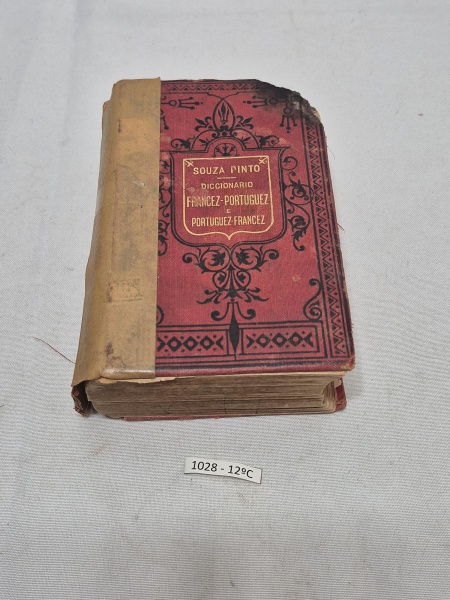 SOUZA PINTO
DICCIONARIO
FRANCEZ-PORTUGUEZ
E
PORTUGUEZ-FRANCEZ
1028 - 12ºC